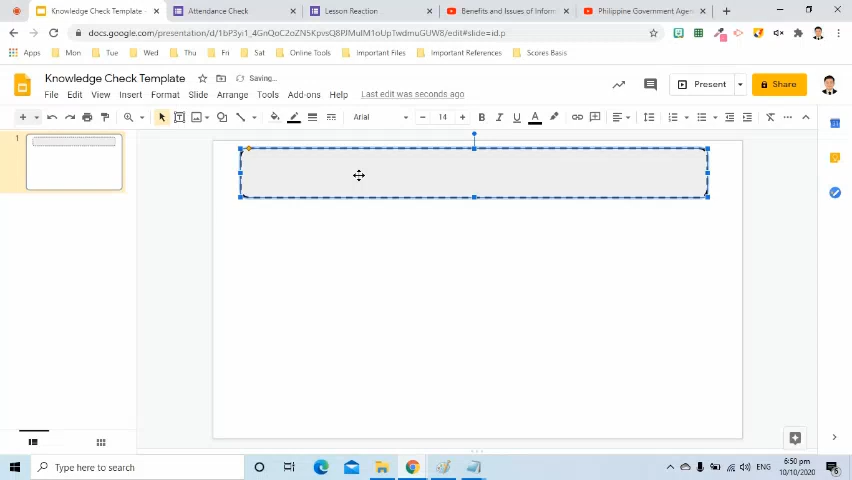 Knowledge Check Template -
Attendance Check
Lesson Reaction
Benefits and Issues of Inform
Philippine Government Agen
docs.google.com/presentation/d/1bP3yi1_4GnQoC2oZN5KpvsQ8PJMulM1oUpTwdmuGUW8/edit#slide=id.p
Apps
Mon
Tue
Wed
Thu
Fri
Sat
Online Tools
Important Files
Important References
Scores Basis
Knowledge Check Template
Saving...
Present
Share
File Edit View Insert Format Slide Arrange Tools Add-ons Help
Last edit was seconds ago
Arial
14
B I U A
1
Type here to search
ENG
6:50 pm
10/10/2020